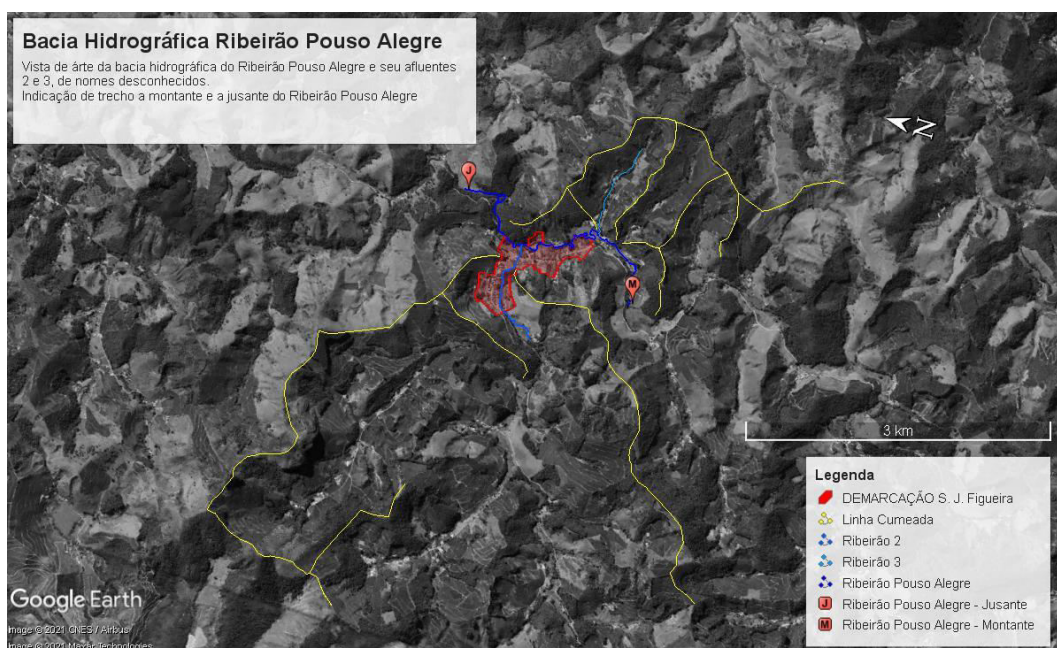 Bacia Hidrográfica Ribeirão Pouso Alegre
Vista de árte da bacia hidrográfica do Ribeirão Pouso Alegre e seu afluentes
2 e 3, de nomes desconhecidos.
Indicação de trecho a montante e a jusante do Ribeirão Pouso Alegre
N
J
M
3 km
Legenda
DEMARCAÇÃO S. J. Figueira
Linha Cumeada
Ribeirão 2
Ribeirão 3
Ribeirão Pouso Alegre
J Ribeirão Pouso Alegre - Jusante
M Ribeirão Pouso Alegre - Montante
Google Earth
Image © 2021 CNES / Airbus
Image © 2021 Maxar Technologies